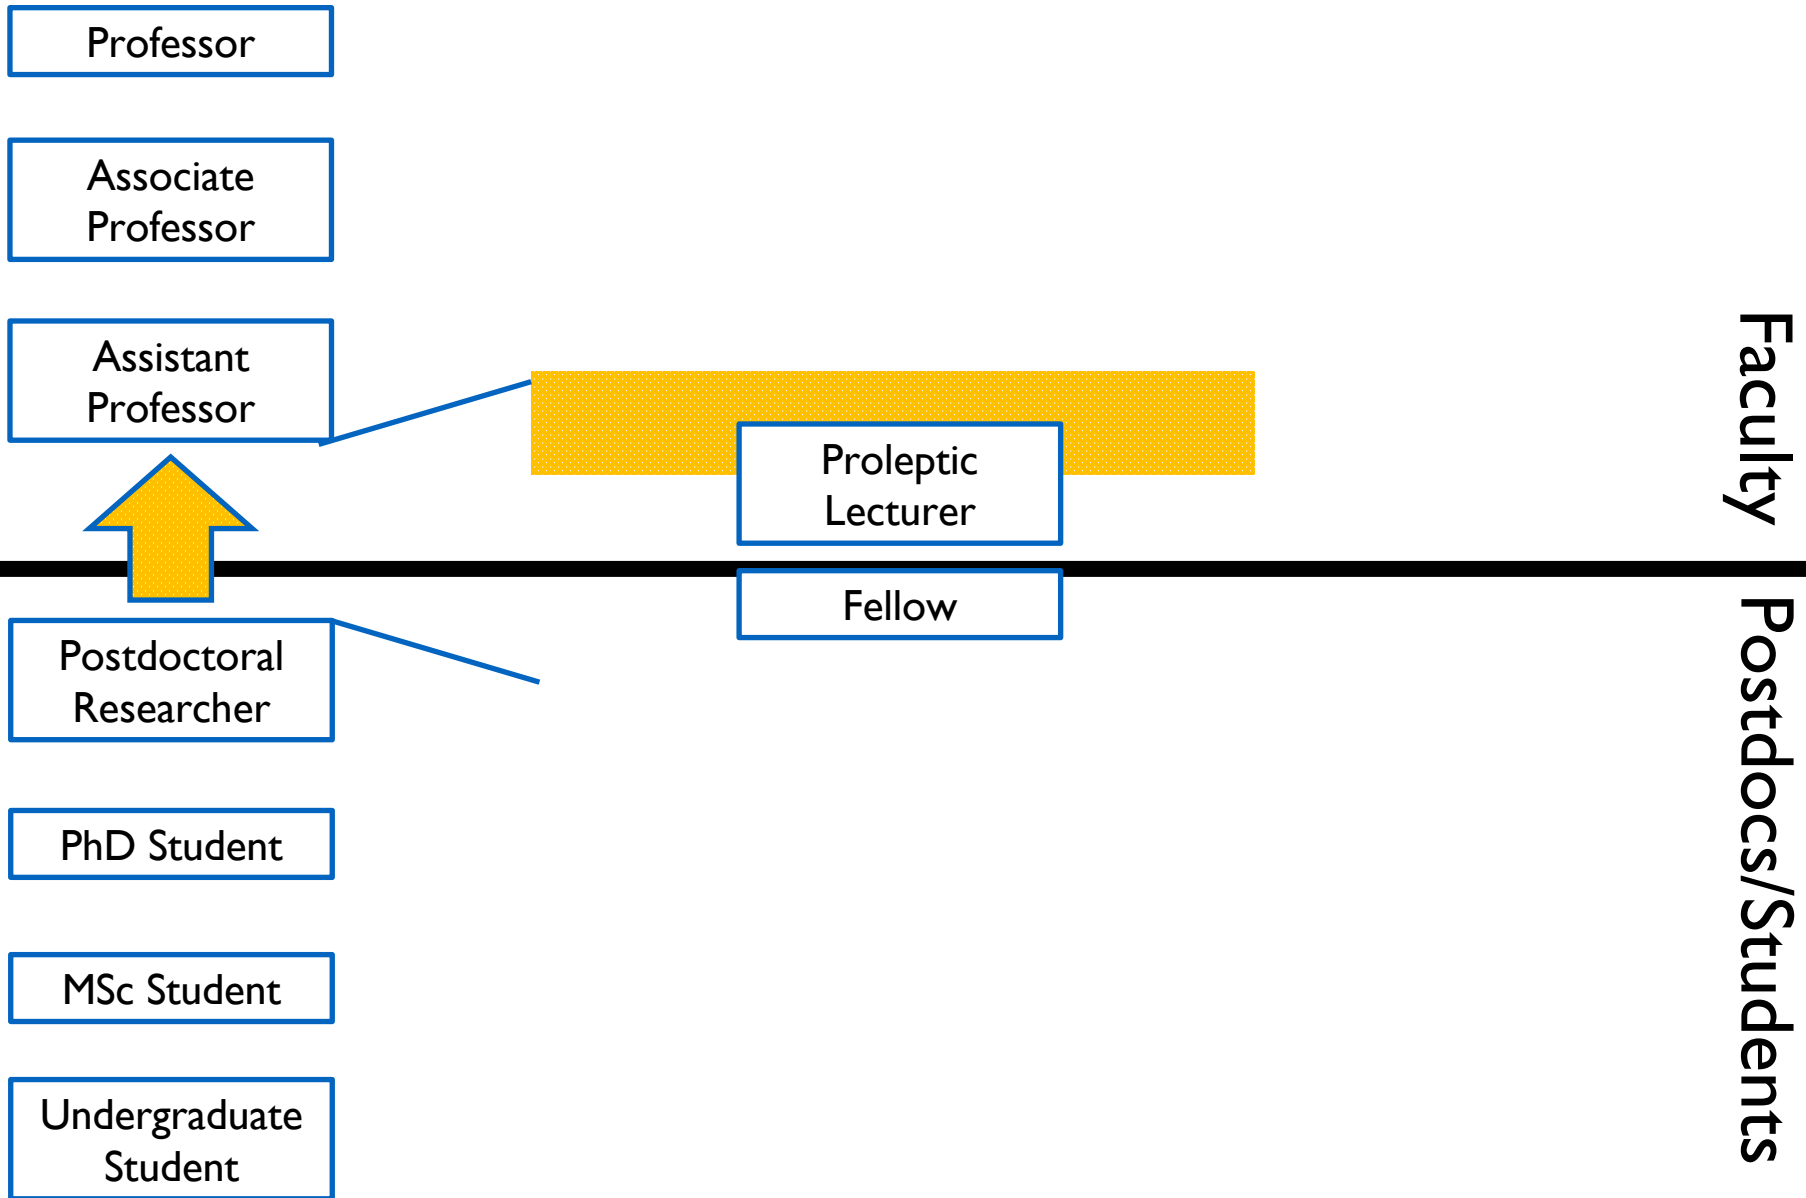 Professor
Associate
Professor
Assistant
Professor
Proleptic
Lecturer
Faculty
Fellow
Postdoctoral
Researcher
PhD Student
MSc Student
Undergraduate
Student
Postdocs/Students